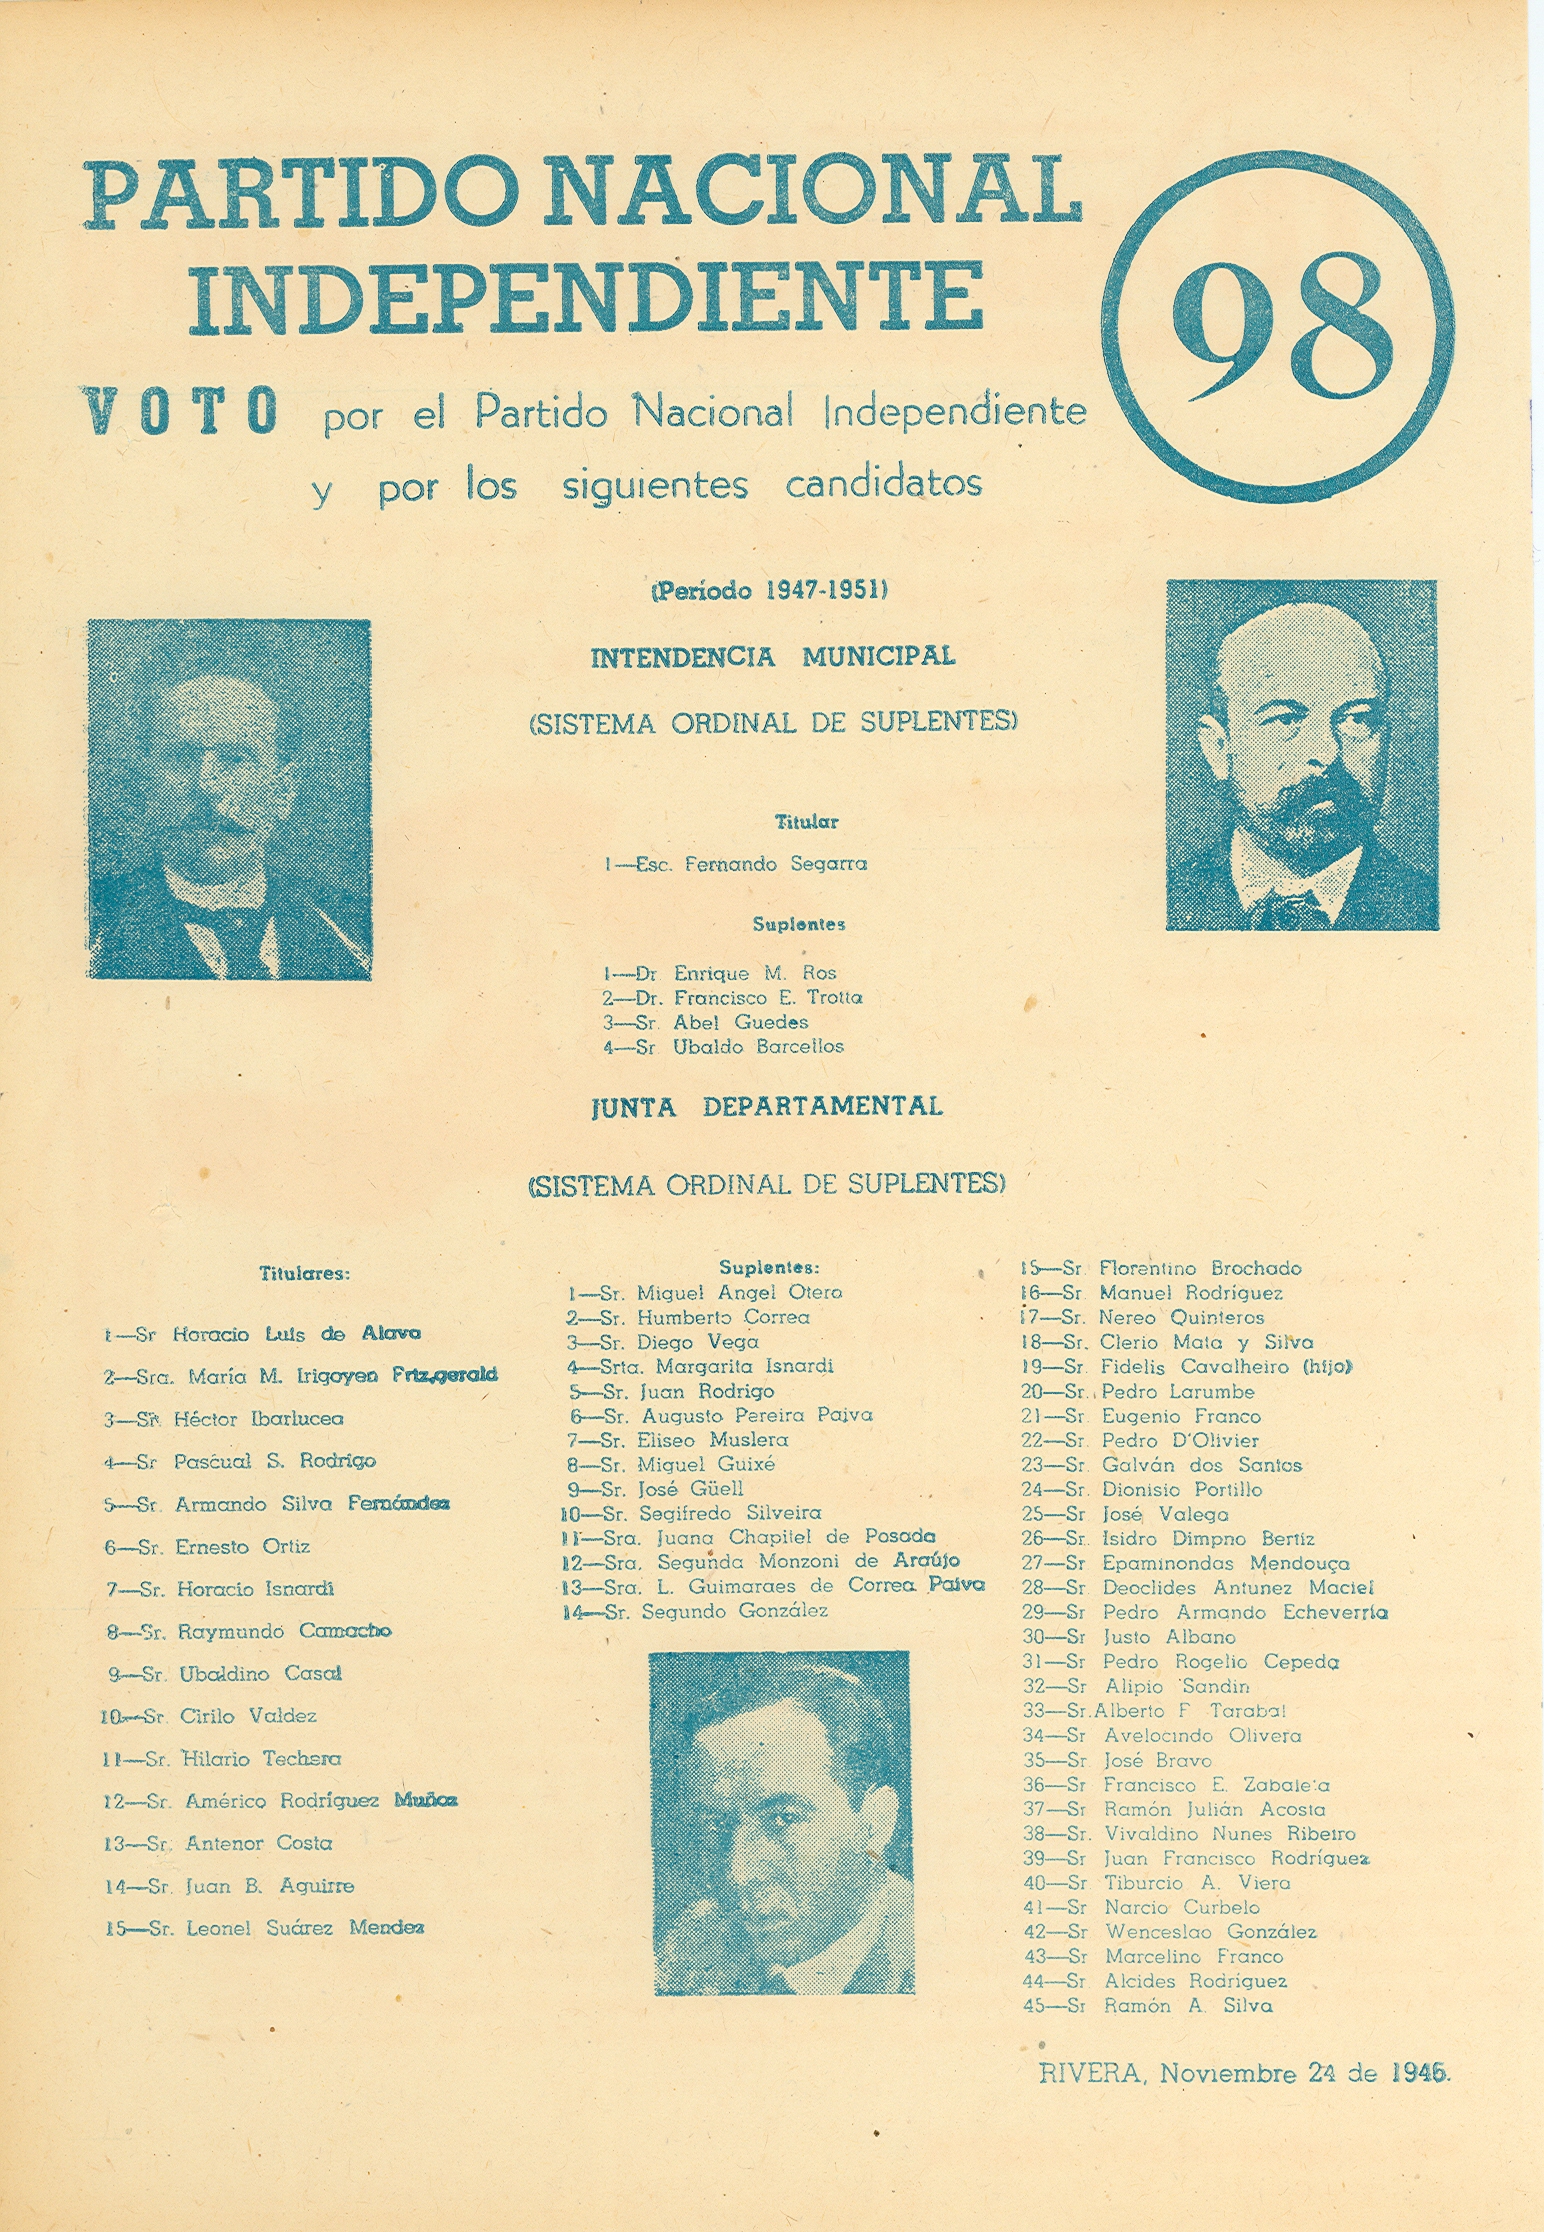 PARTIDO NACIONAL
INDEPENDIENTE
98
VOTO por el Partido Nacional Independiente
y por los siguientes candidatos
(Período 1947-1951)
INTENDENCIA MUNICIPAL
(SISTEMA ORDINAL DE SUPLENTES)
Titular
1—Esc. Fernando Segarra
Suplentes
1—Dr Enrique M. Ros
2—Dr. Francisco E. Trotta
3—Sr. Abel Guedes
4—Sr Ubaldo Barcellos
JUNTA DEPARTAMENTAL
(SISTEMA ORDINAL DE SUPLENTES)
Titulares:
1—Sr Horacio Luis de Alava
2—Sra. María M. Irigoyen Fritz,gerald
3—Sr. Héctor Ibarlucea
4—Sr Pascual S. Rodrigo
5—Sr. Armando Silva Fernández
6—Sr. Ernesto Ortiz
7—Sr. Horacio Isnardi
8—Sr. Raymundo Camacho
9—Sr. Ubaldino Casal
10—Sr. Cirilo Valdez
11—Sr. Hilario Techera
12—Sr. Américo Rodríguez Muñoz
13—Sr. Antenor Costa
14—Sr. Juan B. Aguirre
15—Sr. Leonel Suárez Mendez
Suplentes:
1—Sr. Miguel Angel Otero
2—Sr. Humberto Correa
3—Sr. Diego Vega
4—Srta. Margarita Isnardi
5—Sr. Juan Rodrigo
6—Sr. Augusto Pereira Paiva
7—Sr. Eliseo Muslera
8—Sr. Miguel Guixé
9—Sr. José Güell
10—Sr. Segifredo Silveira
11—Sra. Juana Chapitel de Posada
12—Sra. Segunda Monzoni de Araújo
13—Sra. L. Guimaraes de Correa Paiva
14—Sr. Segundo González
15—Sr. Florentino Brochado
16—Sr. Manuel Rodríguez
17—Sr. Nereo Quinteros
18—Sr. Clerio Mata y Silva
19—Sr. Fidelis Cavalheiro (hijo)
20—Sr. Pedro Larumbe
21—Sr. Eugenio Franco
22—Sr. Pedro D'Olivier
23—Sr. Galván dos Santos
24—Sr. Dionisio Portillo
25—Sr José Valega
26—Sr. Isidro Dimpno Bertiz
27—Sr Epaminondas Mendouça
28—Sr. Deoclides Antunez Maciel
29—Sr Pedro Armando Echeverría
30—Sr Justo Albano
31—Sr Pedro Rogelio Cepeda
32—Sr Alipio Sandin
33—Sr.Alberto F Tarabal
34—Sr Avelocindo Olivera
35—Sr José Bravo
36—Sr Francisco E. Zabaleta
37—Sr Ramón Julián Acosta
38—Sr. Vivaldino Nunes Ribeiro
39—Sr Juan Francisco Rodríguez
40—Sr Tiburcio A. Viera
41—Sr Narcio Curbelo
42—Sr Wenceslao González
43—Sr Marcelino Franco
44—Sr Alcides Rodriguez
45—Sr Ramón A. Silva
RIVERA, Noviembre 24 de 1946.